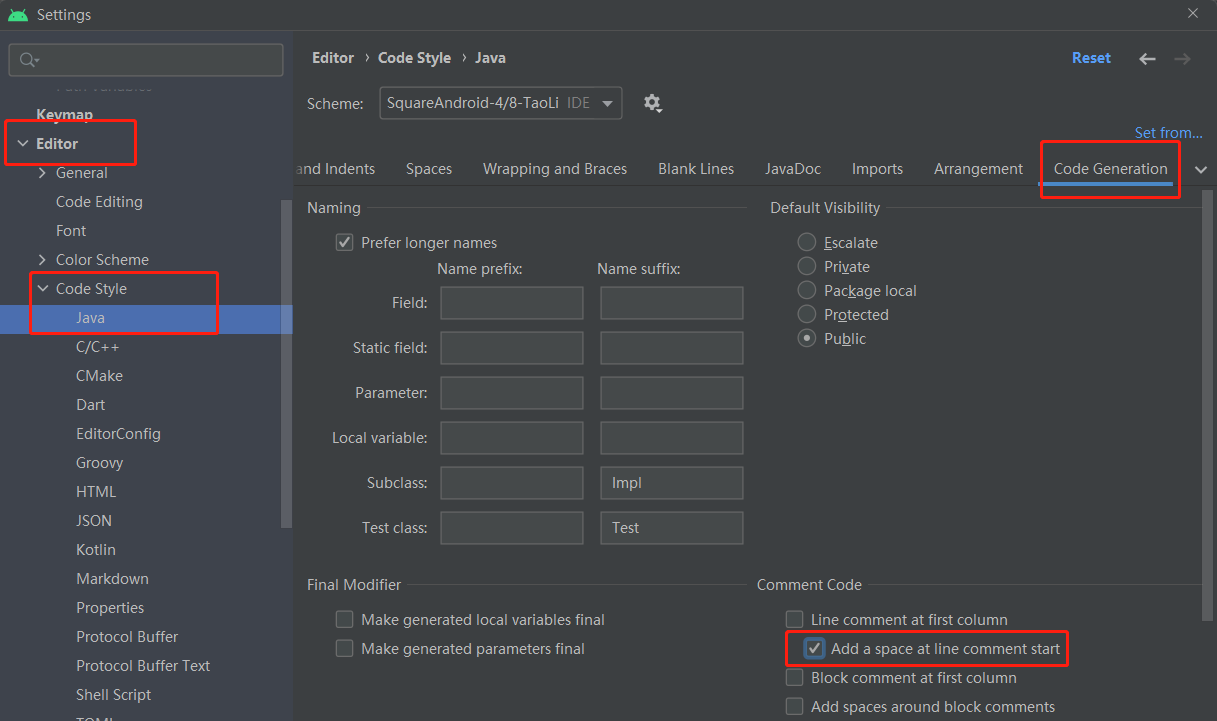 Settings
Keymap
Editor
General
Code Editing
Font
Color Scheme
Code Style
Java
C/C++
CMake
Dart
EditorConfig
Groovy
HTML
JSON
Kotlin
Markdown
Properties
Protocol Buffer
Protocol Buffer Text
Shell Script
Editor › Code Style › Java
Reset
Scheme: SquareAndroid-4/8-TaoLi IDE
Set from...
and Indents Spaces Wrapping and Braces Blank Lines JavaDoc Imports Arrangement Code Generation
Naming
Prefer longer names
Name prefix: Name suffix:
Field:
Static field:
Parameter:
Local variable:
Subclass: Impl
Test class: Test
Default Visibility
Escalate
Private
Package local
Protected
Public
Final Modifier
Make generated local variables final
Make generated parameters final
Comment Code
Line comment at first column
Add a space at line comment start
Block comment at first column
Add spaces around block comments